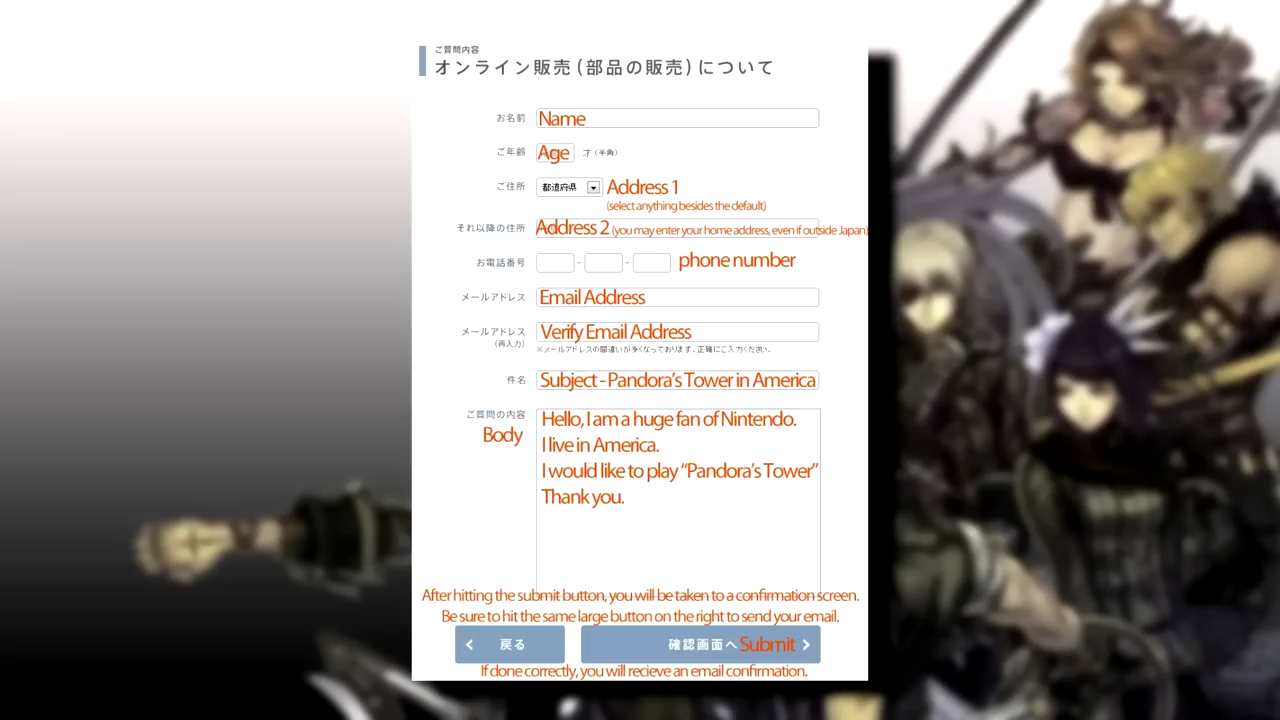 ご質問内容
オンライン販売(部品の販売)について
お名前 Name
ご年齢 Age 才(半角)
ご住所 都道府県 Address 1
(select anything besides the default)
それ以降の住所 Address 2 (you may enter your home address, even if outside Japan)
お電話番号 - - phone number
メールアドレス Email Address
メールアドレス Verify Email Address
(再入力) ※メールアドレスの間違いが多くなっております。正確にご入力ください。
件名 Subject - Pandora's Tower in America
ご質問の内容 Hello, I am a huge fan of Nintendo.
Body
I live in America.
I would like to play “Pandora's Tower”
Thank you.
After hitting the submit button, you will be taken to a confirmation screen.
Be sure to hit the same large button on the right to send your email.
戻る 確認画面へ Submit
If done correctly, you will recieve an email confirmation.